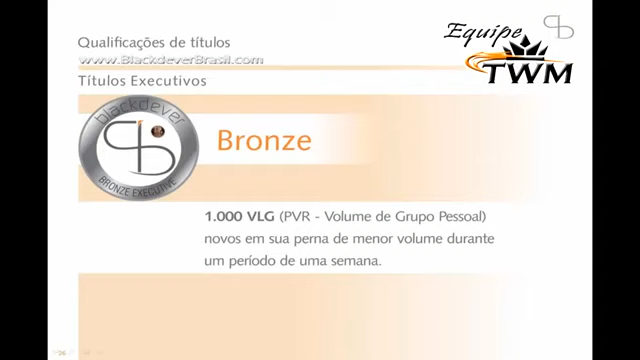 Qualificações de títulos
www.BlackdeverBrasil.com
Títulos Executivos
Equipe
TWM
blackdever
BRONZE EXECUTIVE
Bronze
1.000 VLG (PVR - Volume de Grupo Pessoal)
novos em sua perna de menor volume durante
um período de uma semana.